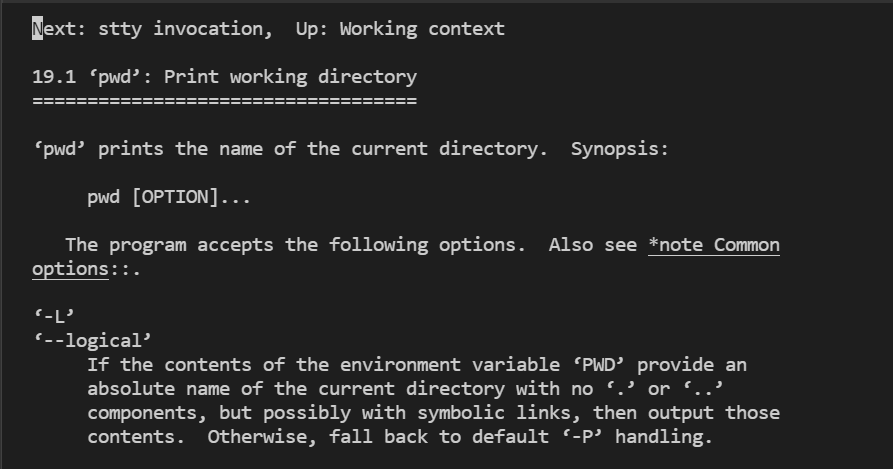 Next: stty invocation,  Up: Working context
19.1 ‘pwd’: Print working directory
===================================
‘pwd’ prints the name of the current directory.  Synopsis:
pwd [OPTION]...
The program accepts the following options.  Also see *note Common
options::.
‘-L’
‘--logical’
If the contents of the environment variable ‘PWD’ provide an
absolute name of the current directory with no ‘.’ or ‘..’
components, but possibly with symbolic links, then output those
contents.  Otherwise, fall back to default ‘-P’ handling.